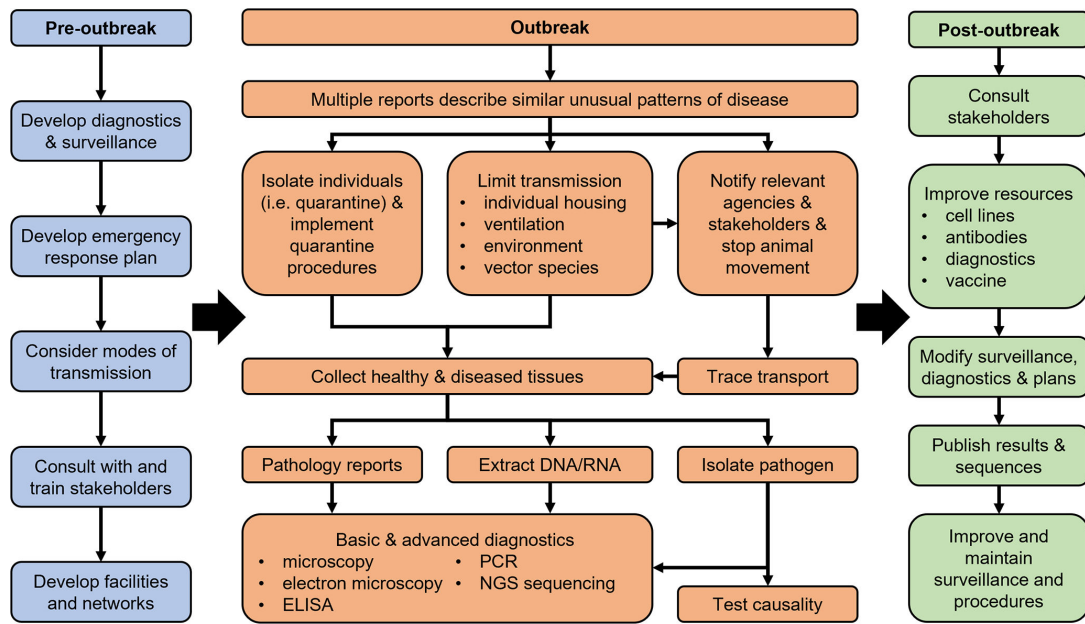 Pre-outbreak
Develop diagnostics
& surveillance
Develop emergency
response plan
Consider modes of
transmission
Consult with and
train stakeholders
Develop facilities
and networks
Outbreak
Multiple reports describe similar unusual patterns of disease
Isolate individuals
(i.e. quarantine) &
implement
quarantine
procedures
Limit transmission
• individual housing
• ventilation
• environment
• vector species
Notify relevant
agencies &
stakeholders &
stop animal
movement
Collect healthy & diseased tissues
Trace transport
Pathology reports
Extract DNA/RNA
Isolate pathogen
Basic & advanced diagnostics
• microscopy
• electron microscopy
• ELISA
• PCR
• NGS sequencing
Test causality
Post-outbreak
Consult
stakeholders
Improve resources
• cell lines
• antibodies
• diagnostics
• vaccine
Modify surveillance,
diagnostics & plans
Publish results &
sequences
Improve and
maintain
surveillance and
procedures